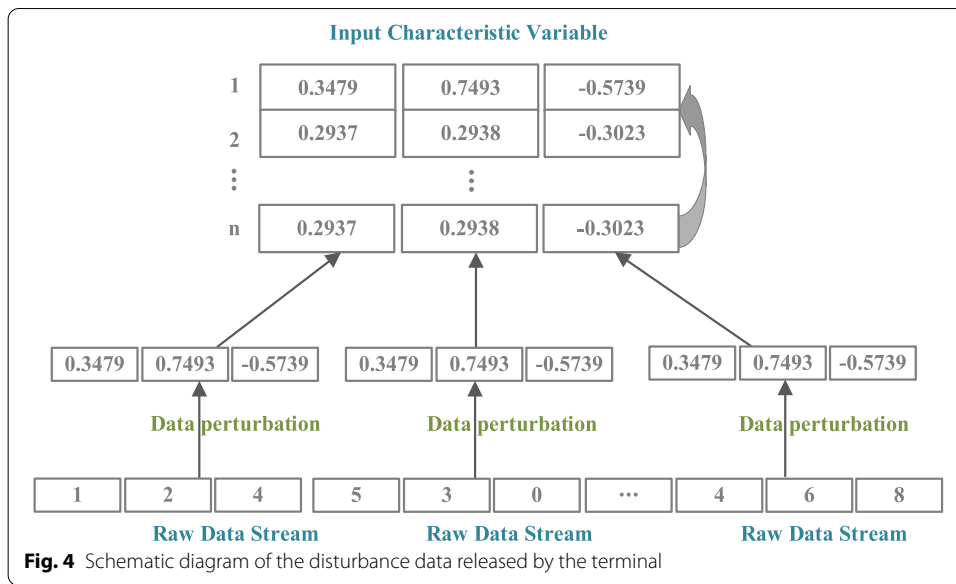 Input Characteristic Variable
1 0.3479 0.7493 -0.5739
2 0.2937 0.2938 -0.3023
⋮ ⋮
n 0.2937 0.2938 -0.3023
0.3479 0.7493 -0.5739 0.3479 0.7493 -0.5739 0.3479 0.7493 -0.5739
Data perturbation Data perturbation Data perturbation
1 2 4 5 3 0 ... 4 6 8
Raw Data Stream Raw Data Stream Raw Data Stream
Fig. 4 Schematic diagram of the disturbance data released by the terminal